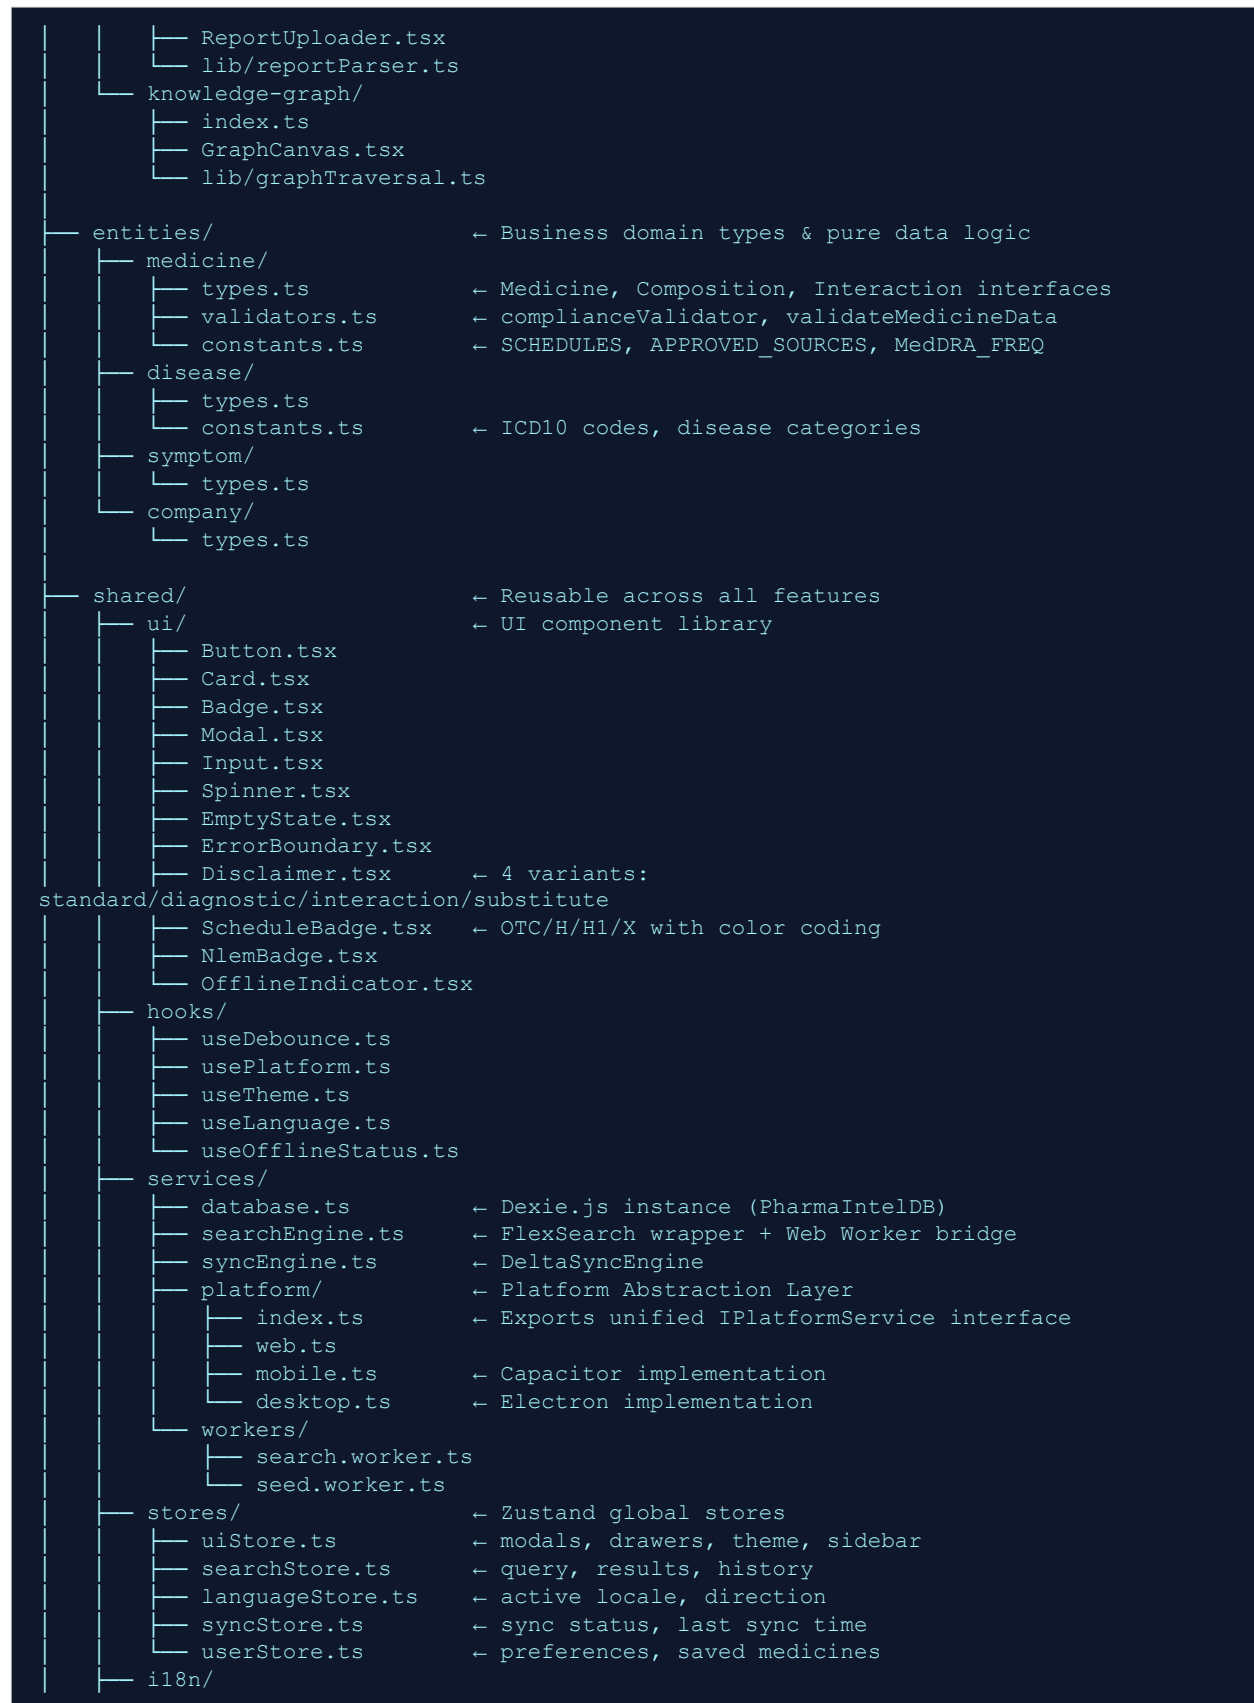 │   │   ├── ReportUploader.tsx
│   │   └── lib/reportParser.ts
│   └── knowledge-graph/
│       ├── index.ts
│       ├── GraphCanvas.tsx
│       └── lib/graphTraversal.ts
│
├── entities/                   ← Business domain types & pure data logic
│   ├── medicine/
│   │   ├── types.ts            ← Medicine, Composition, Interaction interfaces
│   │   ├── validators.ts       ← complianceValidator, validateMedicineData
│   │   └── constants.ts        ← SCHEDULES, APPROVED_SOURCES, MedDRA_FREQ
│   ├── disease/
│   │   ├── types.ts
│   │   └── constants.ts        ← ICD10 codes, disease categories
│   ├── symptom/
│   │   └── types.ts
│   └── company/
│       └── types.ts
│
├── shared/                     ← Reusable across all features
│   ├── ui/                     ← UI component library
│   │   ├── Button.tsx
│   │   ├── Card.tsx
│   │   ├── Badge.tsx
│   │   ├── Modal.tsx
│   │   ├── Input.tsx
│   │   ├── Spinner.tsx
│   │   ├── EmptyState.tsx
│   │   ├── ErrorBoundary.tsx
│   │   ├── Disclaimer.tsx      ← 4 variants:
standard/diagnostic/interaction/substitute
│   │   ├── ScheduleBadge.tsx   ← OTC/H/H1/X with color coding
│   │   ├── NlemBadge.tsx
│   │   └── OfflineIndicator.tsx
│   ├── hooks/
│   │   ├── useDebounce.ts
│   │   ├── usePlatform.ts
│   │   ├── useTheme.ts
│   │   ├── useLanguage.ts
│   │   └── useOfflineStatus.ts
│   ├── services/
│   │   ├── database.ts         ← Dexie.js instance (PharmaIntelDB)
│   │   ├── searchEngine.ts     ← FlexSearch wrapper + Web Worker bridge
│   │   ├── syncEngine.ts       ← DeltaSyncEngine
│   │   ├── platform/           ← Platform Abstraction Layer
│   │   │   ├── index.ts        ← Exports unified IPlatformService interface
│   │   │   ├── web.ts
│   │   │   ├── mobile.ts       ← Capacitor implementation
│   │   │   └── desktop.ts      ← Electron implementation
│   │   └── workers/
│   │       ├── search.worker.ts
│   │       └── seed.worker.ts
│   ├── stores/                 ← Zustand global stores
│   │   ├── uiStore.ts          ← modals, drawers, theme, sidebar
│   │   ├── searchStore.ts      ← query, results, history
│   │   ├── languageStore.ts    ← active locale, direction
│   │   ├── syncStore.ts        ← sync status, last sync time
│   │   └── userStore.ts        ← preferences, saved medicines
│   ├── i18n/